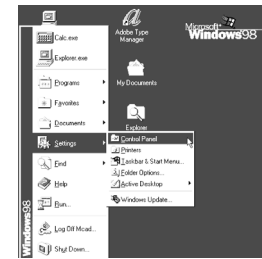 Calc.exe
Explorer.exe
Programs
Favorites
Documents
Settings
Find
Help
Run...
Log Off Mcad...
Shut Down...
Windows98
Adobe Type
Manager
My Documents
Explorer
Microsoft
Windows98
Control Panel
Printers
Taskbar & Start Menu...
Folder Options...
Active Desktop
Windows Update...